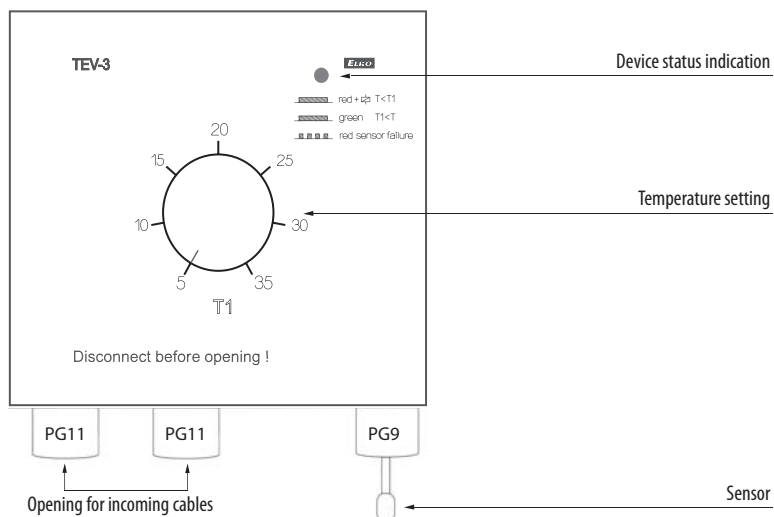 TEV-3
ELKO
Device status indication
red + T<T1
green T1<T
red sensor failure
20
15
25
Temperature setting
10
30
5
35
T1
Disconnect before opening !
PG11
PG11
PG9
Opening for incoming cables
Sensor